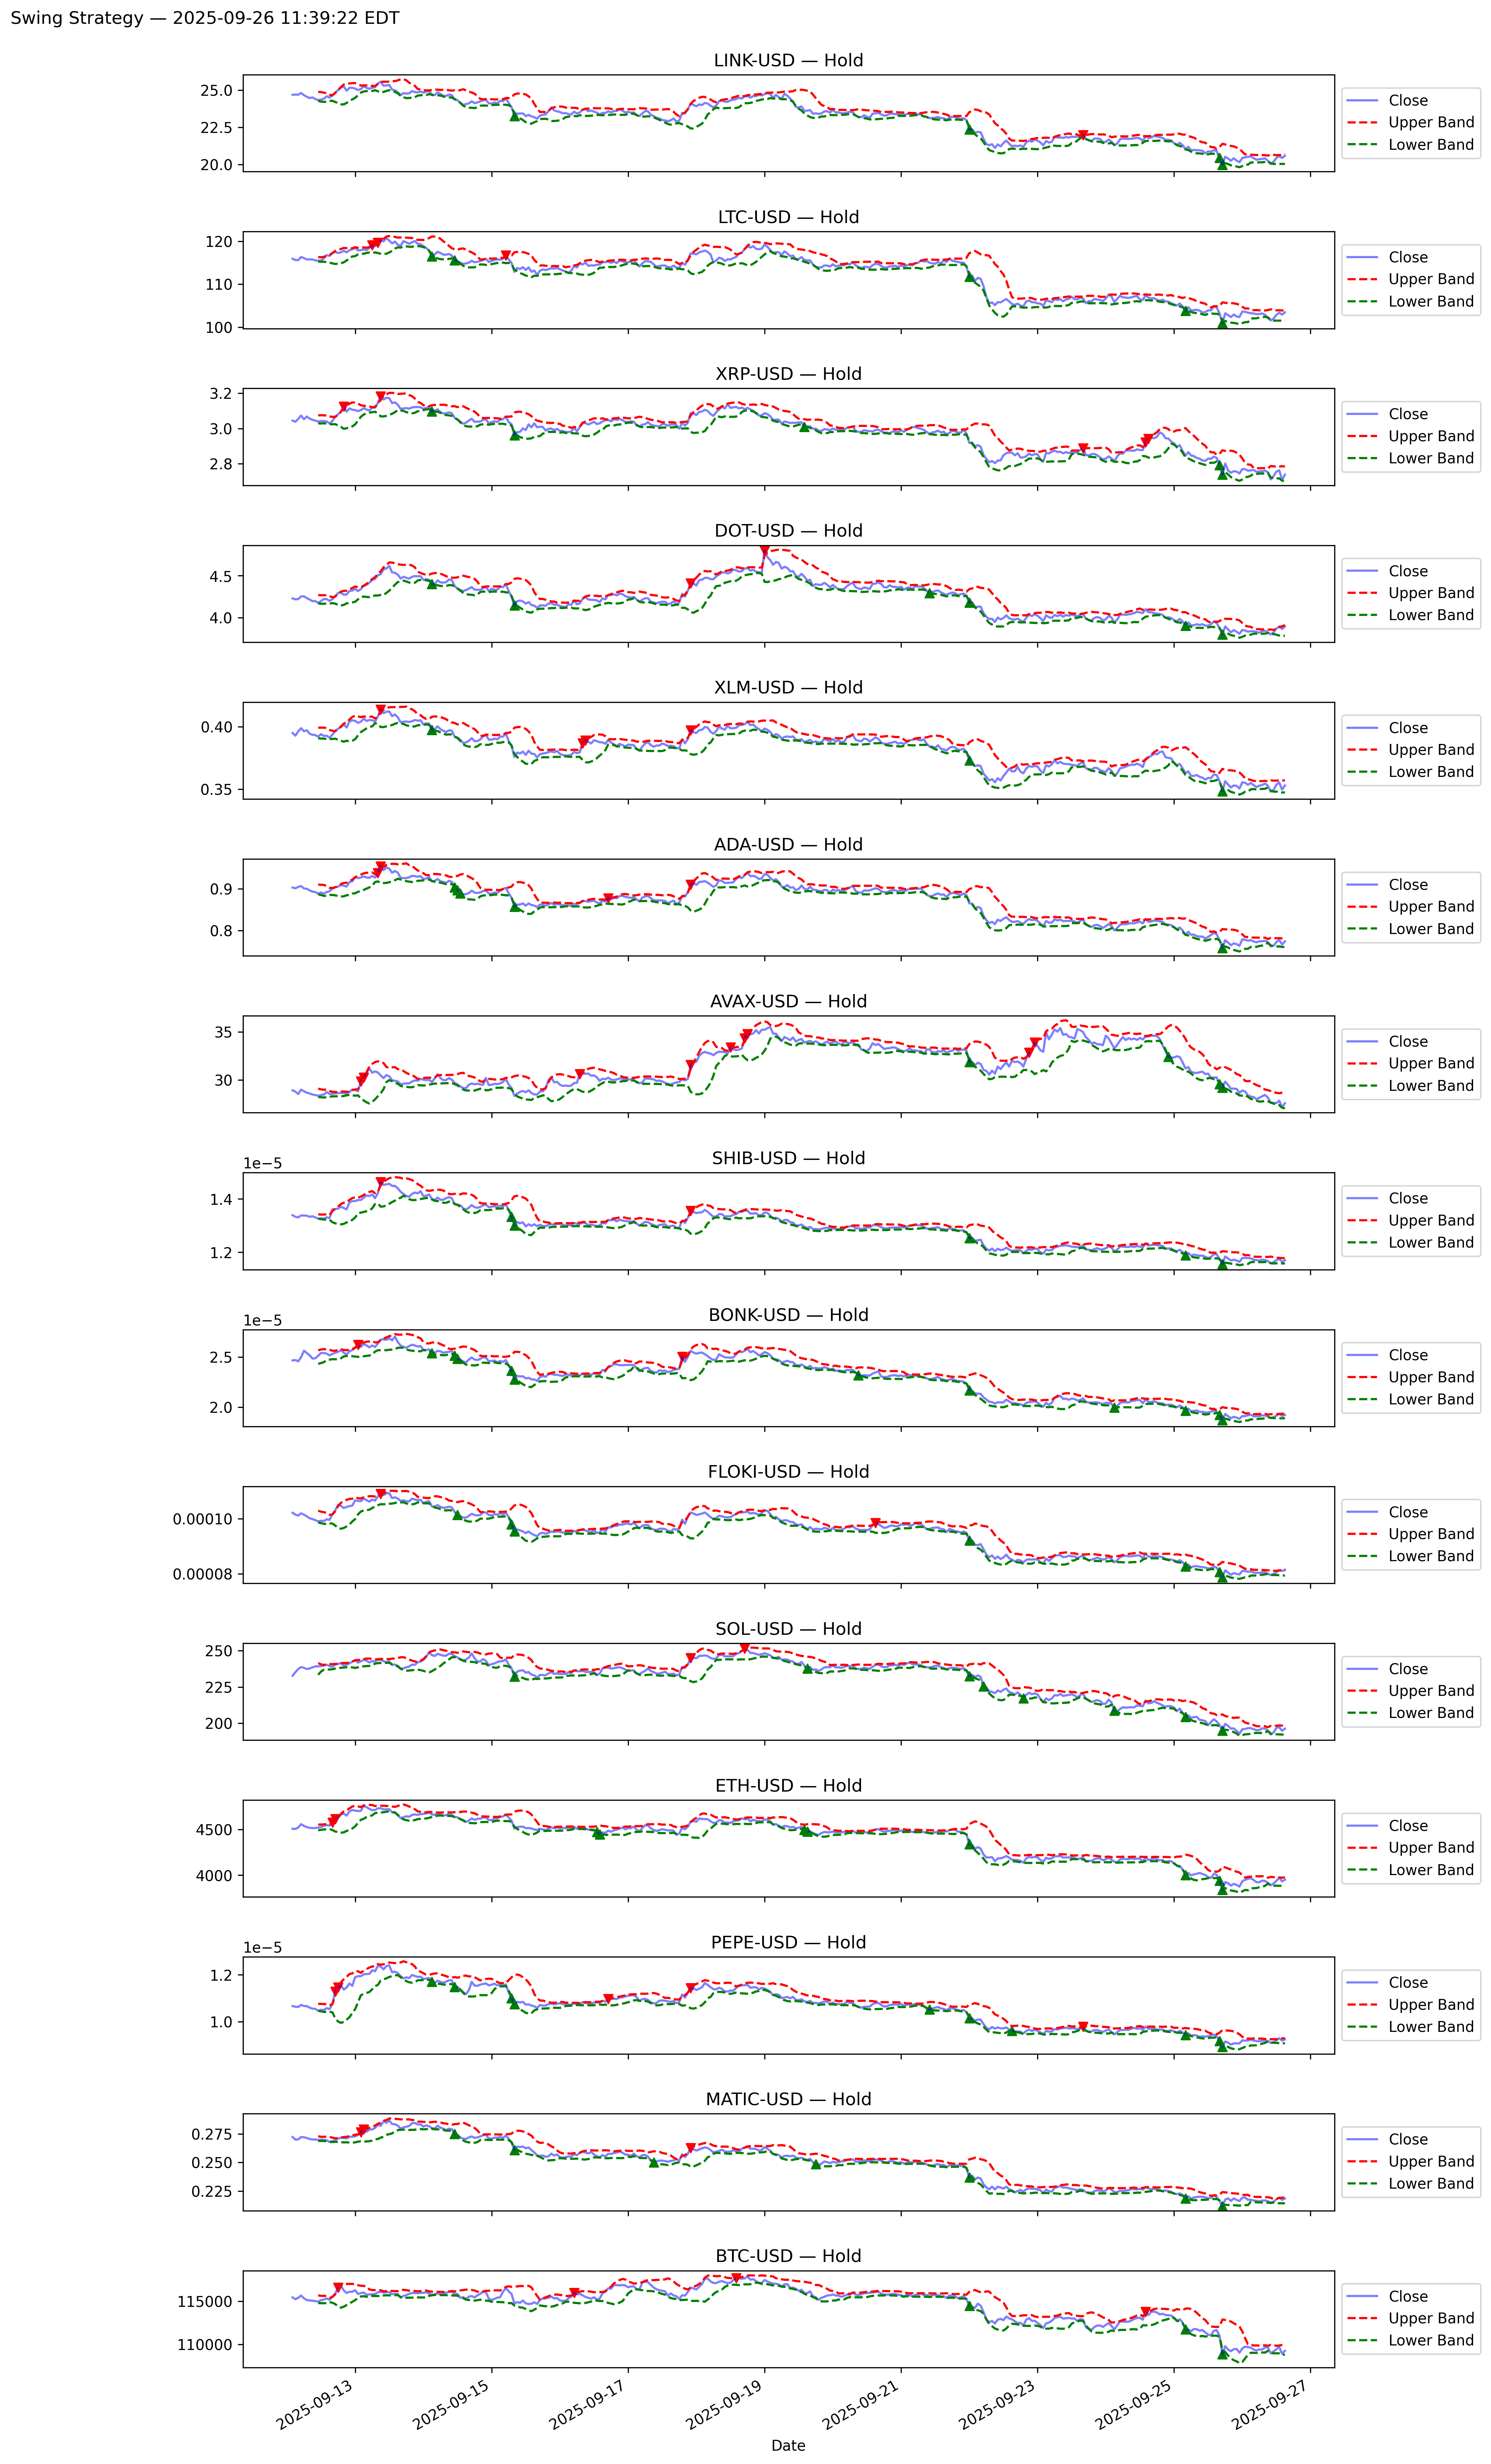 Swing Strategy — 2025-09-26 11:39:22 EDT
LINK-USD — Hold
25.0
22.5
20.0
Close
Upper Band
Lower Band
LTC-USD — Hold
120
110
100
Close
Upper Band
Lower Band
XRP-USD — Hold
3.2
3.0
2.8
Close
Upper Band
Lower Band
DOT-USD — Hold
4.5
4.0
Close
Upper Band
Lower Band
XLM-USD — Hold
0.40
0.35
Close
Upper Band
Lower Band
ADA-USD — Hold
0.9
0.8
Close
Upper Band
Lower Band
AVAX-USD — Hold
35
30
Close
Upper Band
Lower Band
SHIB-USD — Hold
1e−5
1.4
1.2
Close
Upper Band
Lower Band
BONK-USD — Hold
1e−5
2.5
2.0
Close
Upper Band
Lower Band
FLOKI-USD — Hold
0.00010
0.00008
Close
Upper Band
Lower Band
SOL-USD — Hold
250
225
200
Close
Upper Band
Lower Band
ETH-USD — Hold
4500
4000
Close
Upper Band
Lower Band
PEPE-USD — Hold
1e−5
1.2
1.0
Close
Upper Band
Lower Band
MATIC-USD — Hold
0.275
0.250
0.225
Close
Upper Band
Lower Band
BTC-USD — Hold
115000
110000
Close
Upper Band
Lower Band
2025-09-13
2025-09-15
2025-09-17
2025-09-19
2025-09-21
2025-09-23
2025-09-25
2025-09-27
Date